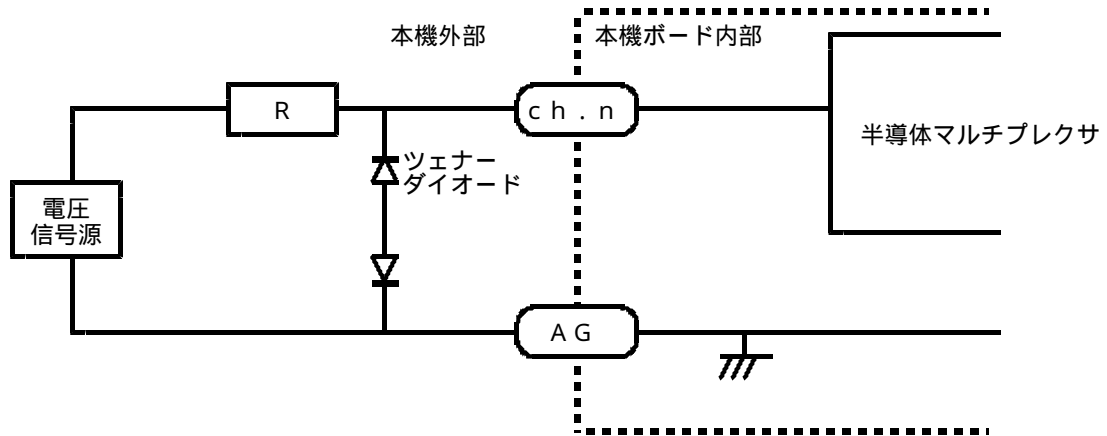 本機外部
本機ボード内部
R
ch.n
半導体マルチプレクサ
ツェナー
ダイオード
電圧
信号源
AG